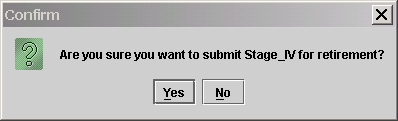 Confirm
Are you sure you want to submit Stage_IV for retirement?
Yes
No